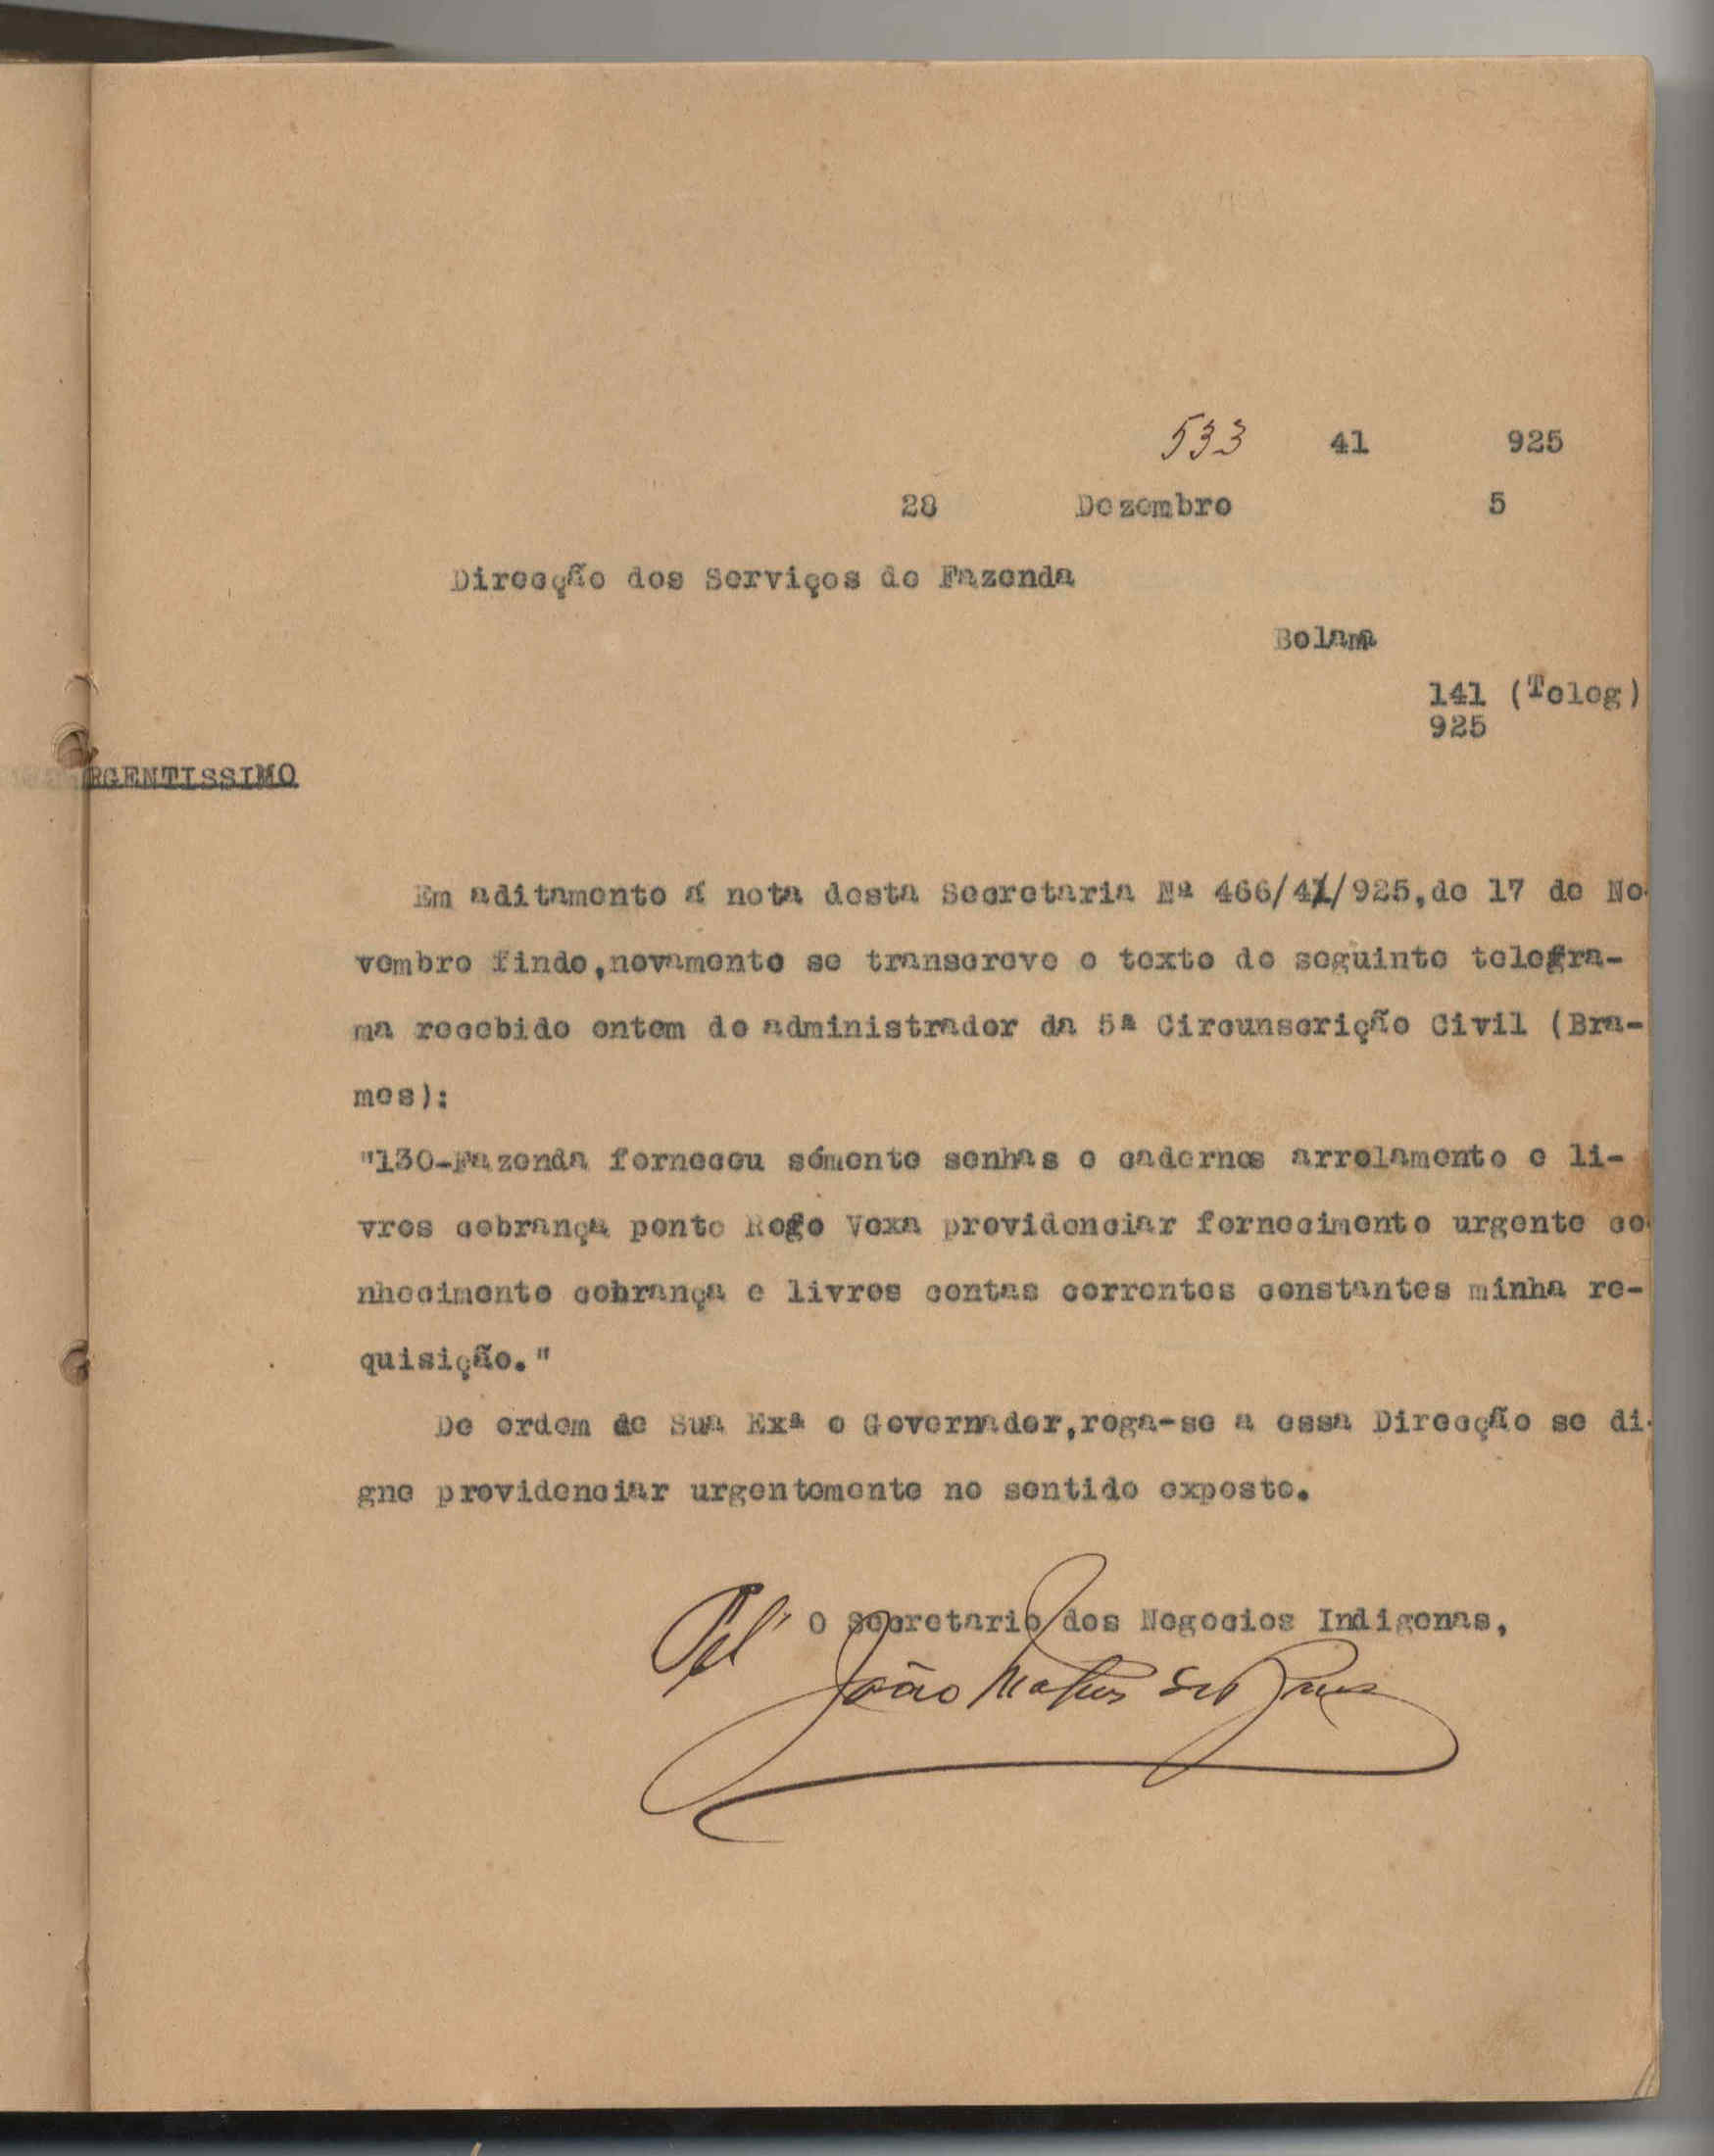 533 41 925
28 Dezembro 5
Direcção dos Serviços de Fazenda
Bolama
141 (Teleg)
925
RGENTISSIMO
Em aditamento á nota desta Secretaria Nª 466/41/925,de 17 de No-
vembro findo,novamente se transcreve o texto do seguinte telegra-
ma recebido ontem do administrador da 5ª Circunscrição Civil (Bra-
mes):
"130-Fazenda forneceu sómente senhas e cadernos arrolamento e li-
vros cobrança ponto Rogo Vexa providenciar fornecimento urgente co-
nhecimento cobrança e livros contas correntes constantes minha re-
quisição."
De ordem de Sua Exª o Governador,roga-se a essa Direcção se di-
gne providenciar urgentemente no sentido exposto.
Pel' O Secretario dos Negocios Indigenas,
João